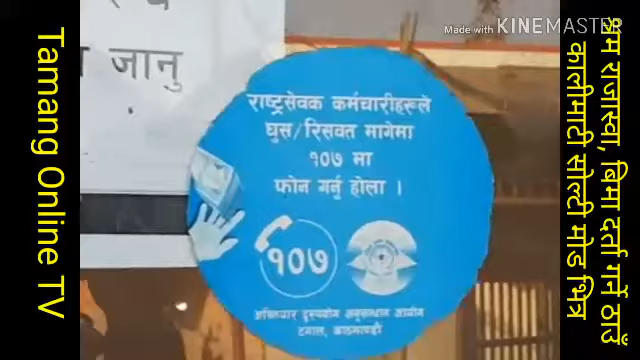 Tamang Online TV
Made with KINEMASTER
जानु
राष्ट्रसेवक कर्मचारीहरूले
घुस/रिसवत मागेमा
१०७ मा
फोन गर्नु होला ।
१०७
अख्तियार दुरुपयोग अनुसन्धान आयोग
टंगाल, काठमाण्डौ
श्रम राजास्वा, बिमा दर्ता गर्ने ठाउँ
कालीमाटी सोल्टी मोड भित्र